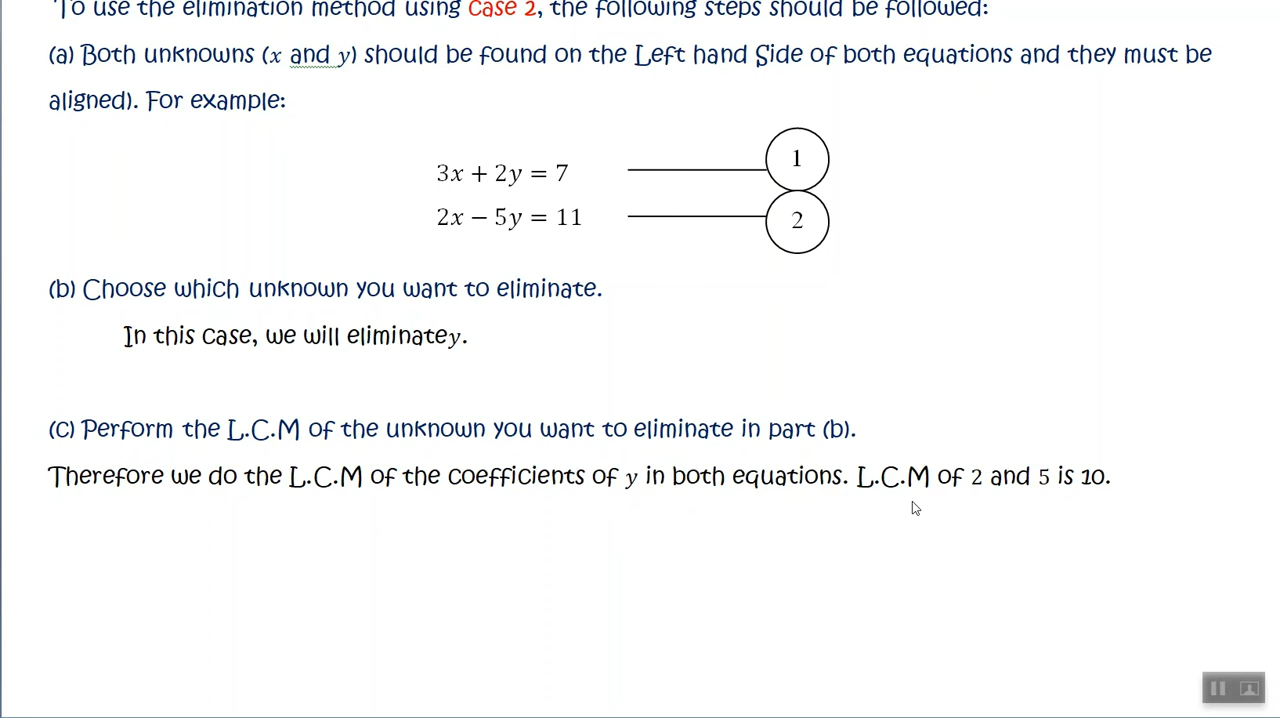 To use the elimination method using Case 2, the following steps should be followed:
(a) Both unknowns (x and y) should be found on the Left hand Side of both equations and they must be
aligned). For example:
3x + 2y = 7 1
2x − 5y = 11 2
(b) Choose which unknown you want to eliminate.
In this case, we will eliminatey.
(c) Perform the L.C.M of the unknown you want to eliminate in part (b).
Therefore we do the L.C.M of the coefficients of y in both equations. L.C.M of 2 and 5 is 10.